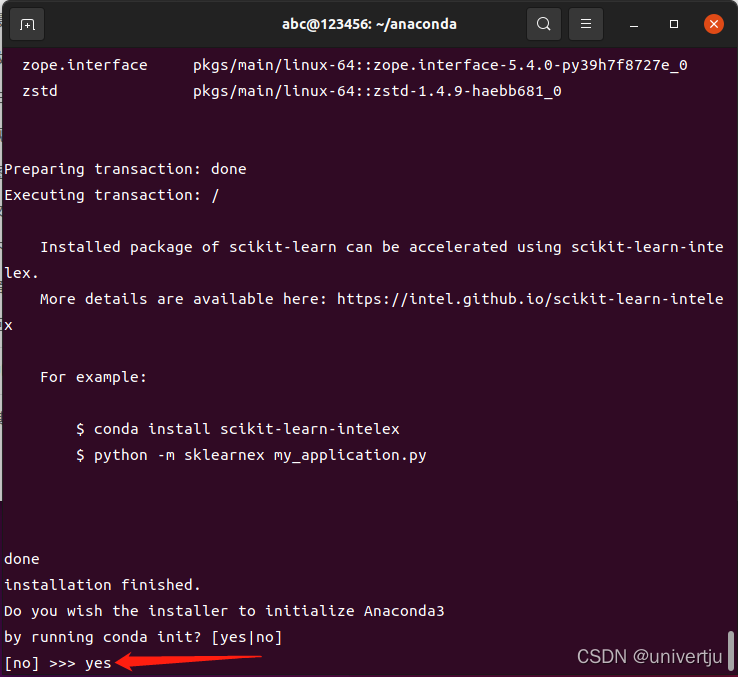 abc@123456: ~/anaconda
zope.interface     pkgs/main/linux-64::zope.interface-5.4.0-py39h7f8727e_0
zstd               pkgs/main/linux-64::zstd-1.4.9-haebb681_0
Preparing transaction: done
Executing transaction: /
Installed package of scikit-learn can be accelerated using scikit-learn-inte
lex.
More details are available here: https://intel.github.io/scikit-learn-intele
x
For example:
$ conda install scikit-learn-intelex
$ python -m sklearnex my_application.py
done
installation finished.
Do you wish the installer to initialize Anaconda3
by running conda init? [yes|no]
[no] >>> yes
CSDN @univertju